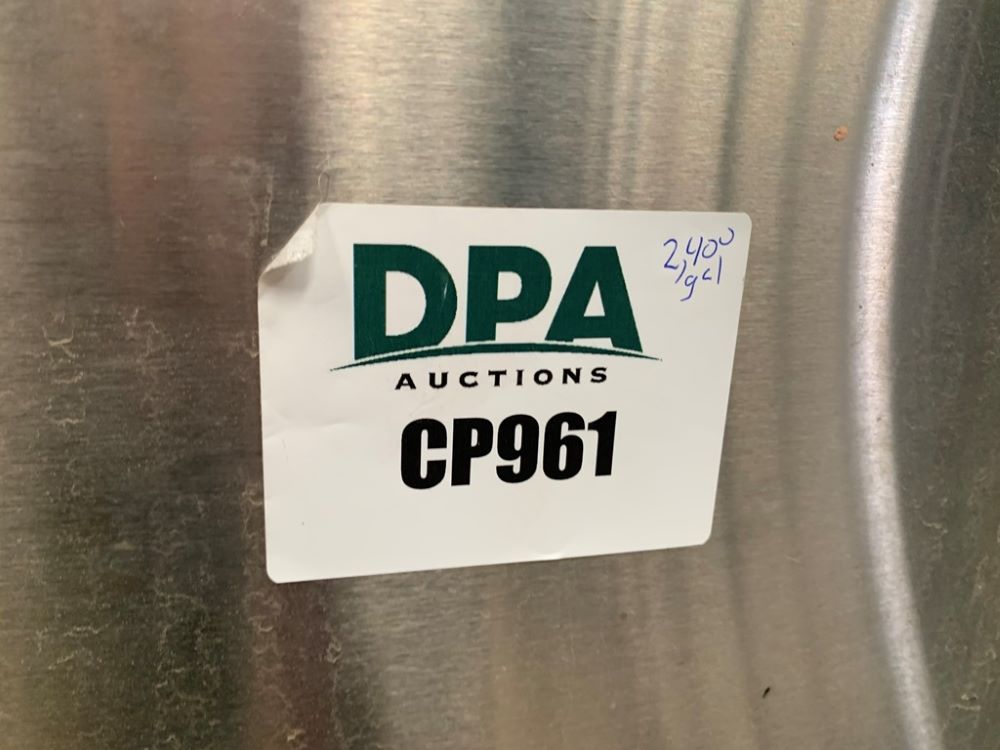 DPA
AUCTIONS
2,400
gal
CP961